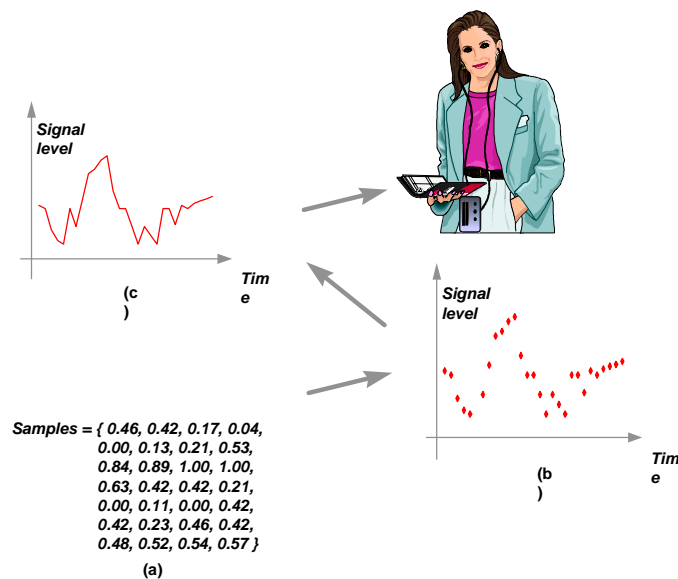 Signal
level
Tim
e
(c
)
Signal
level
Tim
e
(b
)
Samples = { 0.46, 0.42, 0.17, 0.04,
0.00, 0.13, 0.21, 0.53,
0.84, 0.89, 1.00, 1.00,
0.63, 0.42, 0.42, 0.21,
0.00, 0.11, 0.00, 0.42,
0.42, 0.23, 0.46, 0.42,
0.48, 0.52, 0.54, 0.57 }
(a)